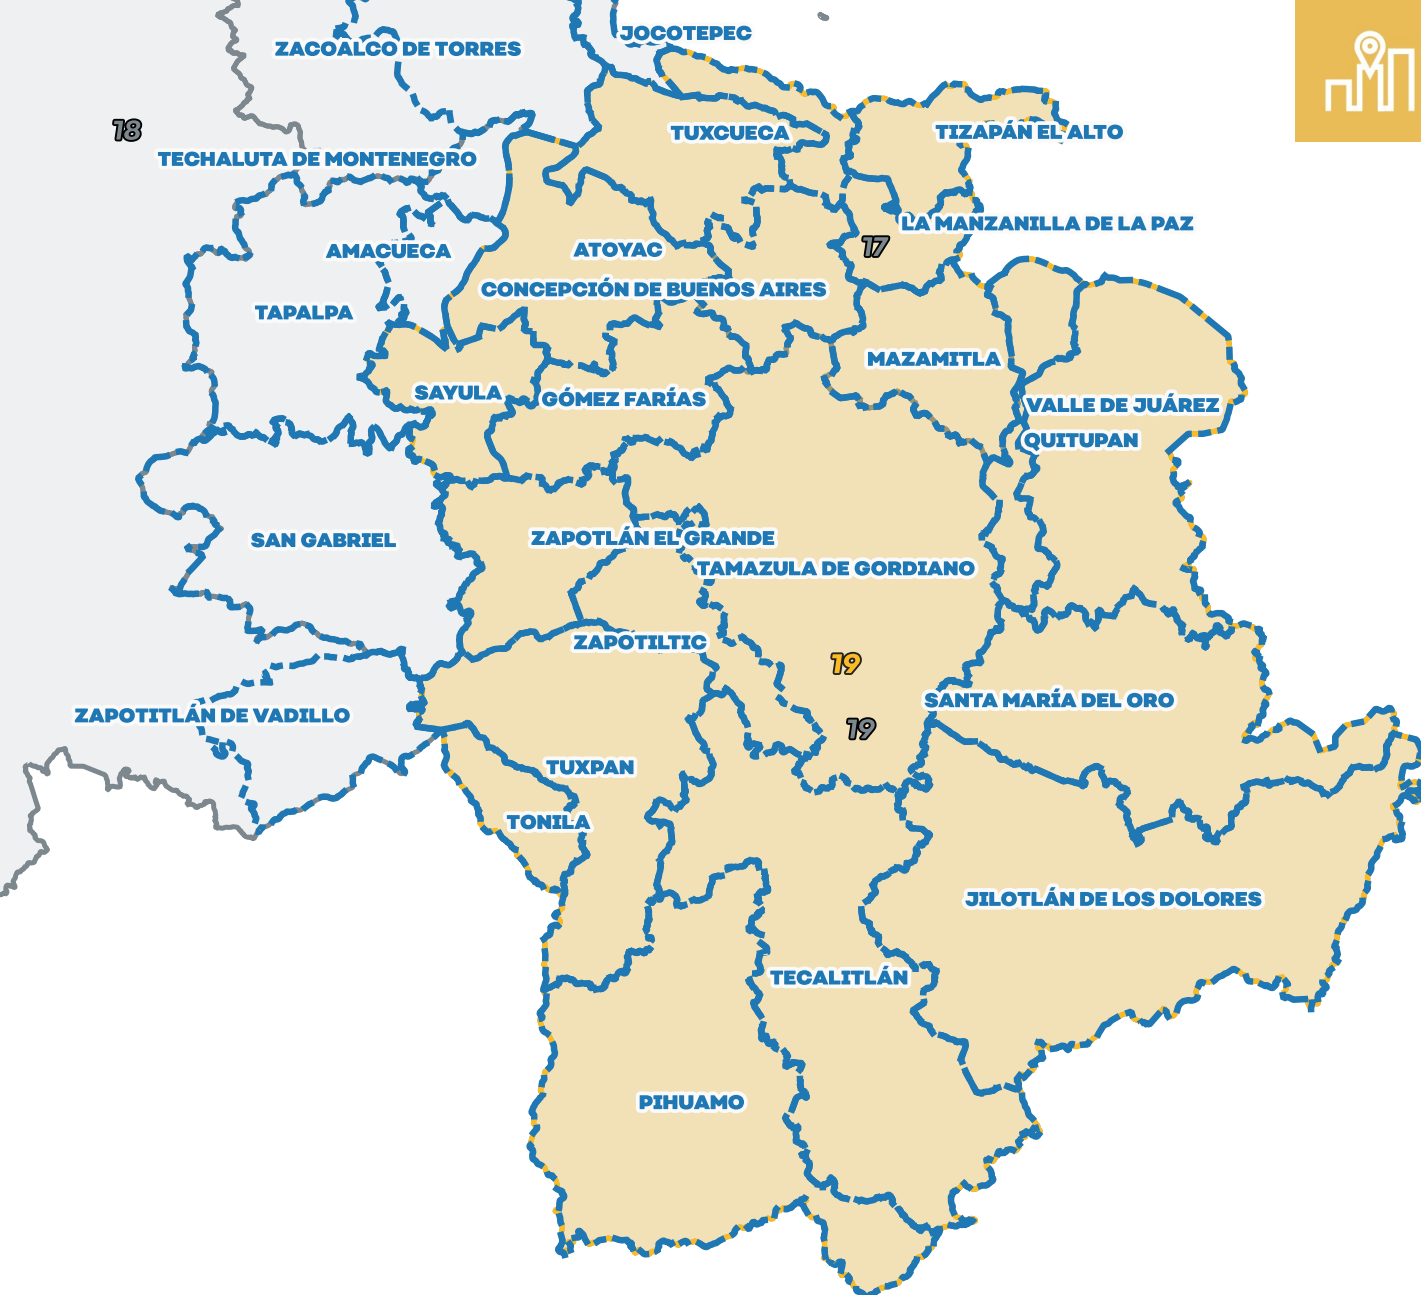 JOCOTEPEC
ZACOALCO DE TORRES
18
TUXCUECA
TIZAPÁN EL ALTO
TECHALUTA DE MONTENEGRO
LA MANZANILLA DE LA PAZ
17
ATOYAC
AMACUECA
CONCEPCIÓN DE BUENOS AIRES
TAPALPA
MAZAMITLA
SAYULA
GÓMEZ FARÍAS
VALLE DE JUÁREZ
QUITUPAN
SAN GABRIEL
ZAPOTLÁN EL GRANDE
TAMAZULA DE GORDIANO
ZAPOTILTIC
19
SANTA MARÍA DEL ORO
ZAPOTITLÁN DE VADILLO
19
TUXPAN
TONILA
JILOTLÁN DE LOS DOLORES
TECALITLÁN
PIHUAMO